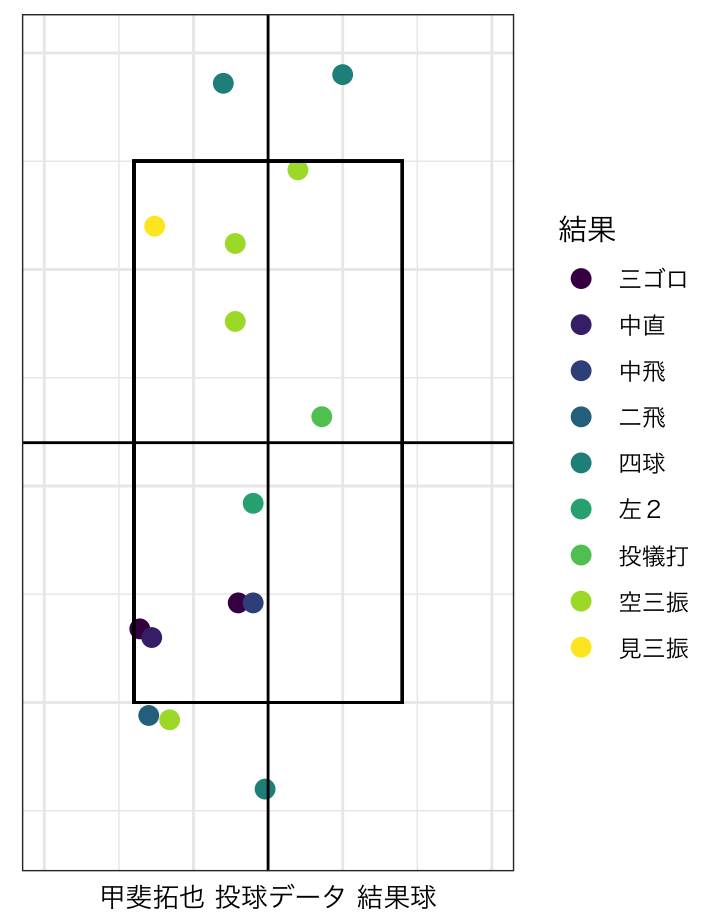 結果
三ゴロ
中直
中飛
二飛
四球
左２
投犠打
空三振
見三振
甲斐拓也 投球データ 結果球